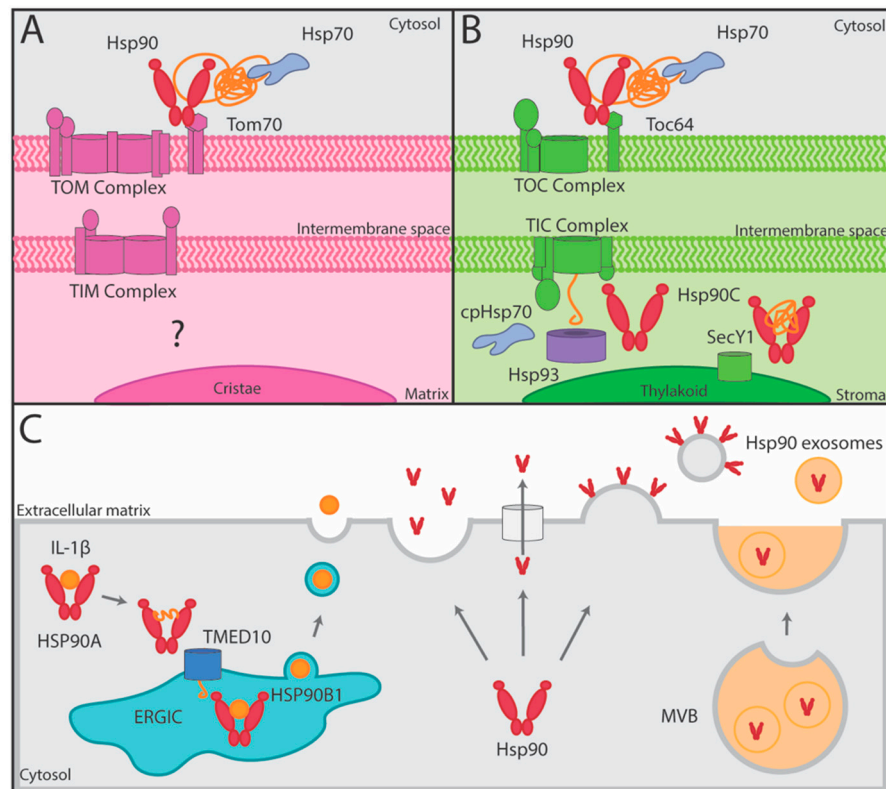 A
Cytosol
Hsp90
Hsp70
Tom70
TOM Complex
Intermembrane space
TIM Complex
?
Cristae
Matrix
B
Cytosol
Hsp90
Hsp70
Toc64
TOC Complex
TIC Complex
Intermembrane space
Hsp90C
cpHsp70
SecY1
Hsp93
Thylakoid
Stroma
C
Hsp90 exosomes
Extracellular matrix
IL-1β
HSP90A
TMED10
HSP90B1
ERGIC
MVB
Hsp90
Cytosol